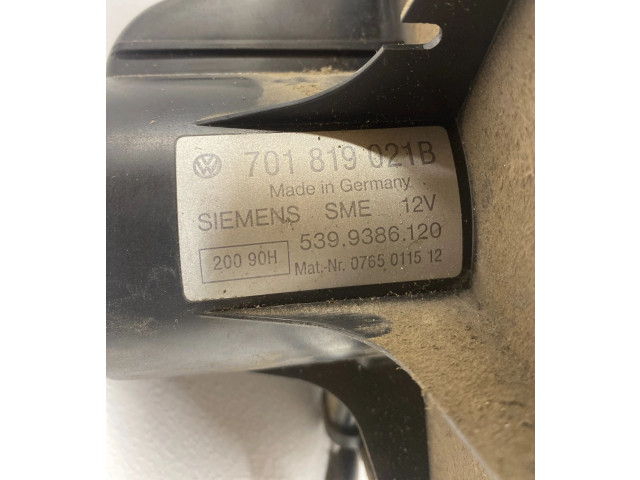 701 819 021B
Made in Germany
SIEMENS SME 12V
539.9386.120
200 90H
Mat.-Nr. 0765 0115 12